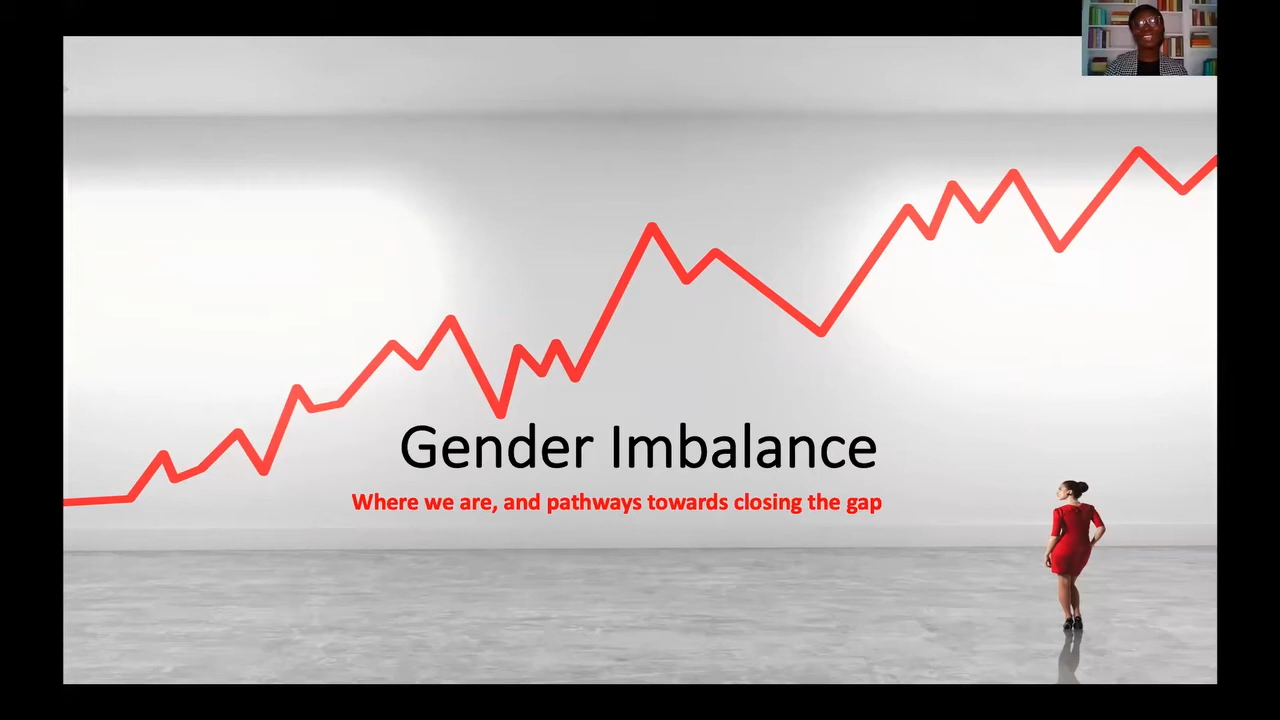 Gender Imbalance
Where we are, and pathways towards closing the gap